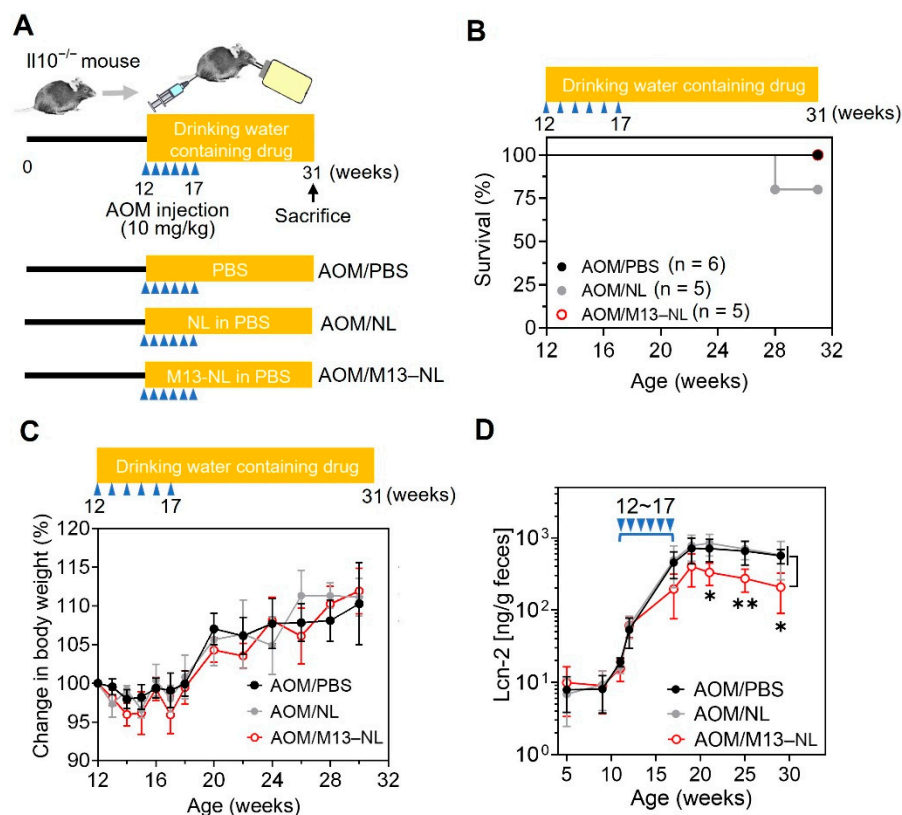 A
Il10⁻/⁻ mouse
Drinking water
containing drug
0
12
17
31 (weeks)
AOM injection
(10 mg/kg)
Sacrifice
PBS
AOM/PBS
NL in PBS
AOM/NL
M13-NL in PBS
AOM/M13–NL
B
Drinking water containing drug
12
17
31
(weeks)
Survival (%)
100
75
50
25
0
AOM/PBS (n = 6)
AOM/NL (n = 5)
AOM/M13–NL (n = 5)
12 16 20 24 28 32
Age (weeks)
C
Drinking water containing drug
12
17
31 (weeks)
Change in body weight (%)
120
115
110
105
100
95
90
AOM/PBS
AOM/NL
AOM/M13–NL
12 14 16 18 20 22 24 26 28 30 32
Age (weeks)
D
12~17
Lcn-2 [ng/g feces]
10³
10²
10¹
10⁰
*
**
*
AOM/PBS
AOM/NL
AOM/M13–NL
5 10 15 20 25 30
Age (weeks)